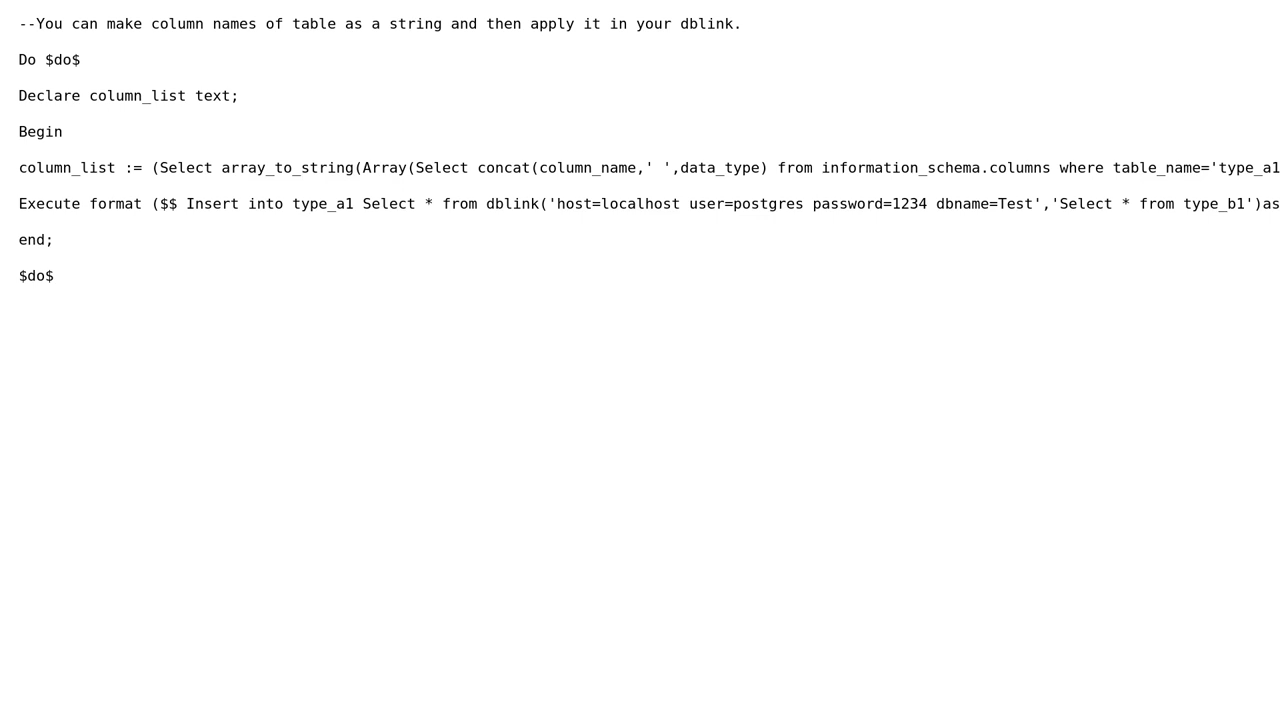 --You can make column names of table as a string and then apply it in your dblink.
Do $do$
Declare column_list text;
Begin
column_list := (Select array_to_string(Array(Select concat(column_name,' ',data_type) from information_schema.columns where table_name='type_a1
Execute format ($$ Insert into type_a1 Select * from dblink('host=localhost user=postgres password=1234 dbname=Test','Select * from type_b1')as
end;
$do$